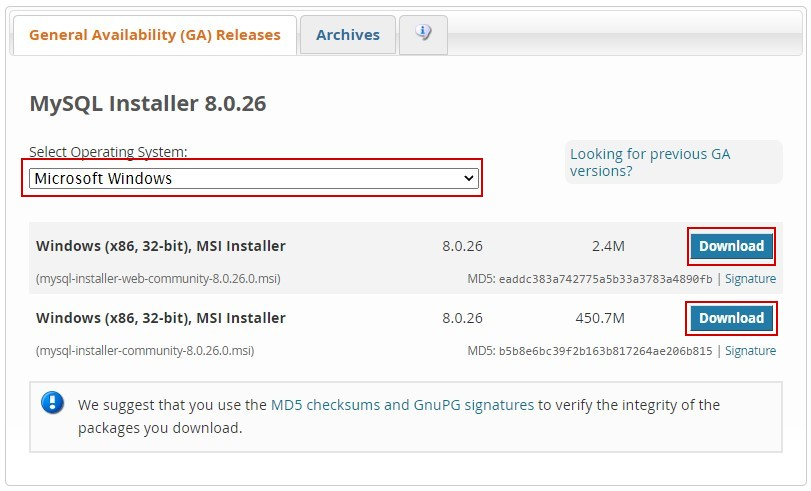 General Availability (GA) Releases
Archives
MySQL Installer 8.0.26
Select Operating System:
Looking for previous GA
versions?
Microsoft Windows
Windows (x86, 32-bit), MSI Installer 8.0.26 2.4M Download
(mysql-installer-web-community-8.0.26.0.msi) MD5: eaddc383a742775a5b33a3783a4890fb | Signature
Windows (x86, 32-bit), MSI Installer 8.0.26 450.7M Download
(mysql-installer-community-8.0.26.0.msi) MD5: b5b8e6bc39f2b163b817264ae206b815 | Signature
We suggest that you use the MD5 checksums and GnuPG signatures to verify the integrity of the
packages you download.